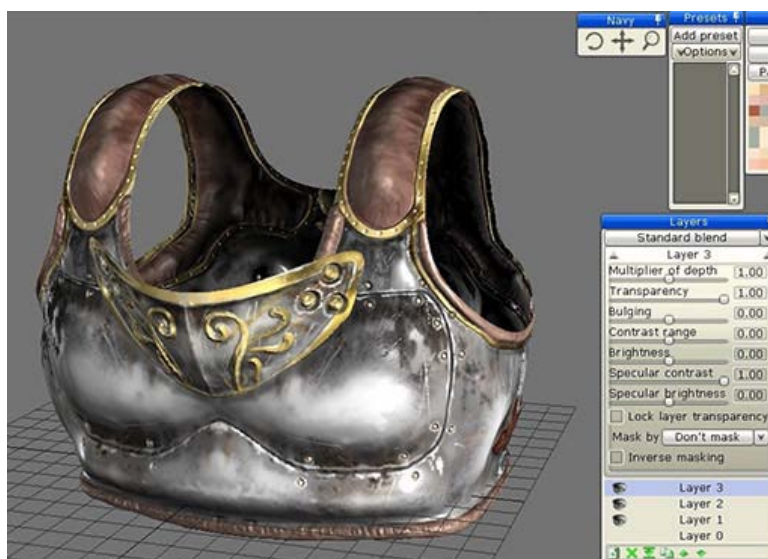 Navy
Presets
Add preset
Options
Layers
Standard blend
Layer 3
Multiplier of depth 1.00
Transparency 1.00
Bulging 0.00
Contrast range 0.00
Brightness 0.00
Specular contrast 1.00
Specular brightness 0.00
Lock layer transparency
Mask by Don't mask
Inverse masking
Layer 3
Layer 2
Layer 1
Layer 0